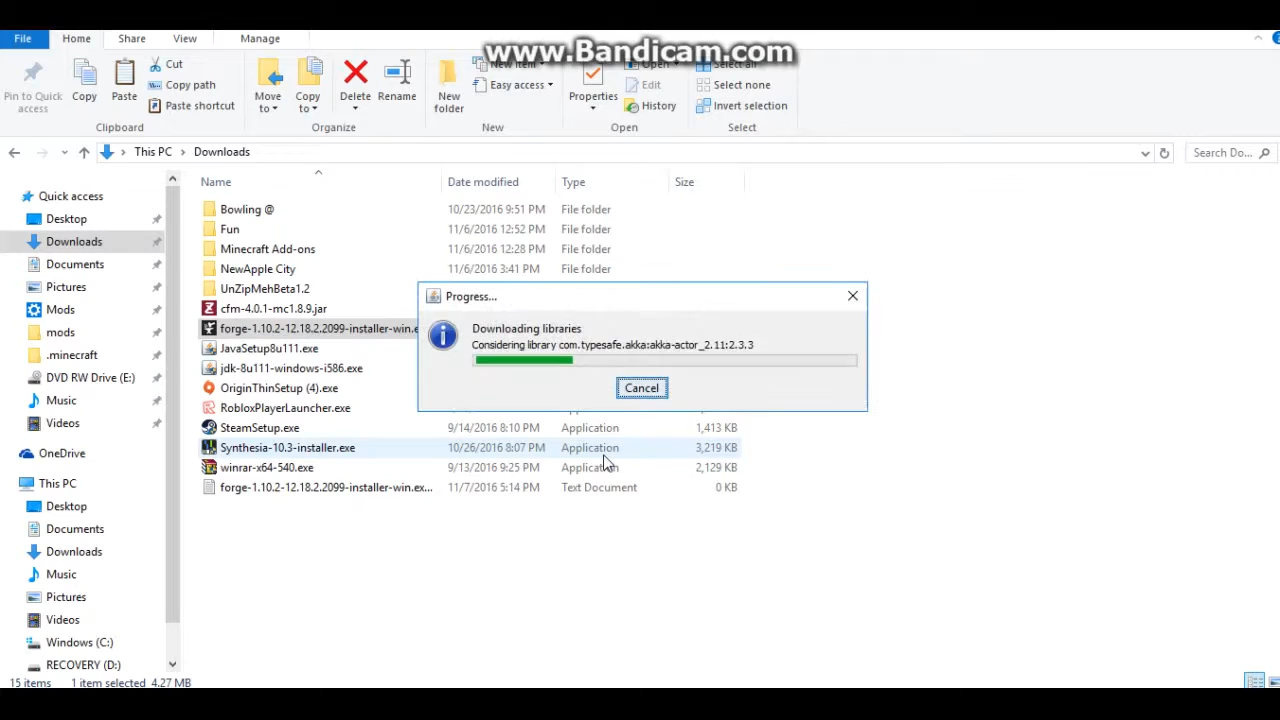 www.Bandicam.com
File Home Share View Manage
Pin to Quick access
Copy
Paste
Cut
Copy path
Paste shortcut
Move to
Copy to
Delete
Rename
New folder
New item
Easy access
Properties
Open
Edit
History
Select all
Select none
Invert selection
Clipboard Organize New Open Select
This PC > Downloads
Search Do...
Name Date modified Type Size
Quick access
Desktop
Downloads
Documents
Pictures
Mods
mods
.minecraft
DVD RW Drive (E:)
Music
Videos
OneDrive
This PC
Desktop
Documents
Downloads
Music
Pictures
Videos
Windows (C:)
RECOVERY (D:)
Bowling @ 10/23/2016 9:51 PM File folder
Fun 11/6/2016 12:52 PM File folder
Minecraft Add-ons 11/6/2016 12:28 PM File folder
NewApple City 11/6/2016 3:41 PM File folder
UnZipMehBeta1.2
cfm-4.0.1-mc1.8.9.jar
forge-1.10.2-12.18.2.2099-installer-win.e
JavaSetup8u111.exe
jdk-8u111-windows-i586.exe
OriginThinSetup (4).exe
RobloxPlayerLauncher.exe
SteamSetup.exe 9/14/2016 8:10 PM Application 1,413 KB
Synthesia-10.3-installer.exe 10/26/2016 8:07 PM Application 3,219 KB
winrar-x64-540.exe 9/13/2016 9:25 PM Application 2,129 KB
forge-1.10.2-12.18.2.2099-installer-win.ex... 11/7/2016 5:14 PM Text Document 0 KB
Progress...
Downloading libraries
Considering library com.typesafe.akka:akka-actor_2.11:2.3.3
Cancel
15 items 1 item selected 4.27 MB